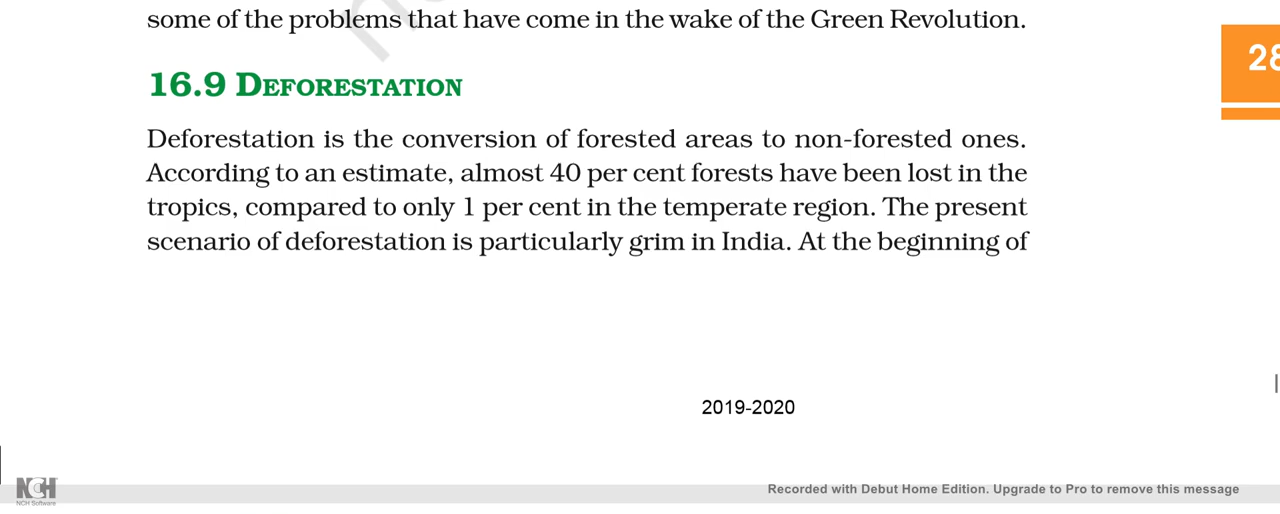 some of the problems that have come in the wake of the Green Revolution.
28
16.9 DEFORESTATION
Deforestation is the conversion of forested areas to non-forested ones.
According to an estimate, almost 40 per cent forests have been lost in the
tropics, compared to only 1 per cent in the temperate region. The present
scenario of deforestation is particularly grim in India. At the beginning of
2019-2020
NCH
NCH Software
Recorded with Debut Home Edition. Upgrade to Pro to remove this message